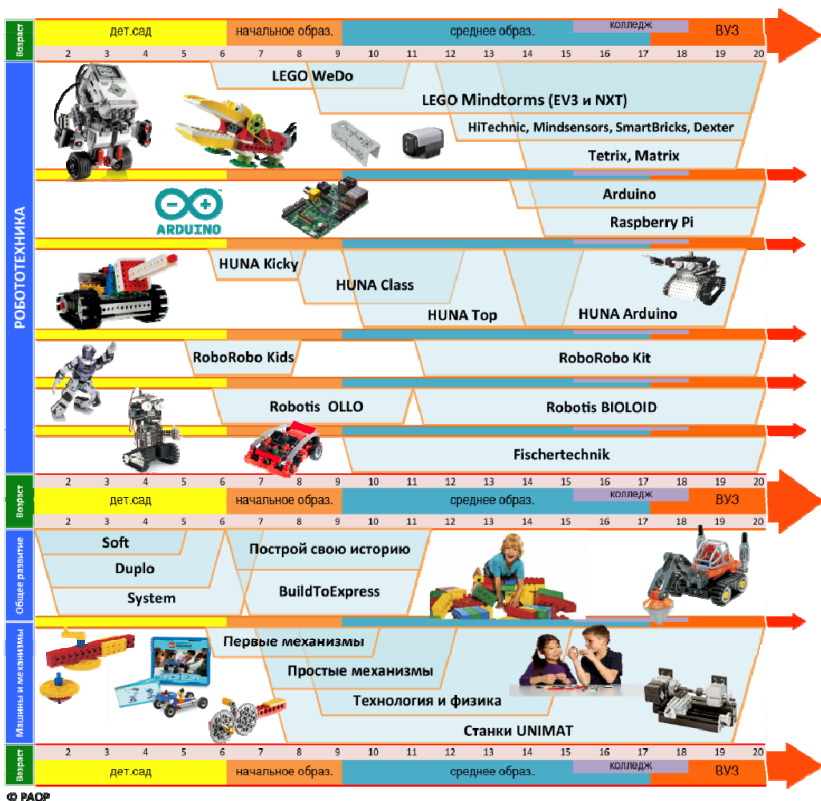 Возраст
дет.сад
начальное образ.
среднее образ.
колледж
ВУЗ
2 3 4 5 6 7 8 9 10 11 12 13 14 15 16 17 18 19 20
РОБОТОТЕХНИКА
LEGO WeDo
LEGO Mindtorms (EV3 и NXT)
HiTechnic, Mindsensors, SmartBricks, Dexter
Tetrix, Matrix
ARDUINO
Arduino
Raspberry Pi
HUNA Kicky
HUNA Class
HUNA Top
HUNA Arduino
RoboRobo Kids
RoboRobo Kit
Robotis OLLO
Robotis BIOLOID
Fischertechnik
2 3 4 5 6 7 8 9 10 11 12 13 14 15 16 17 18 19 20
Возраст
дет.сад
начальное образ.
среднее образ.
колледж
ВУЗ
2 3 4 5 6 7 8 9 10 11 12 13 14 15 16 17 18 19 20
Общее развитие
Soft
Duplo
System
Построй свою историю
BuildToExpress
Машины и механизмы
Первые механизмы
Простые механизмы
Технология и физика
Станки UNIMAT
2 3 4 5 6 7 8 9 10 11 12 13 14 15 16 17 18 19 20
Возраст
дет.сад
начальное образ.
среднее образ.
колледж
ВУЗ
© РАОР